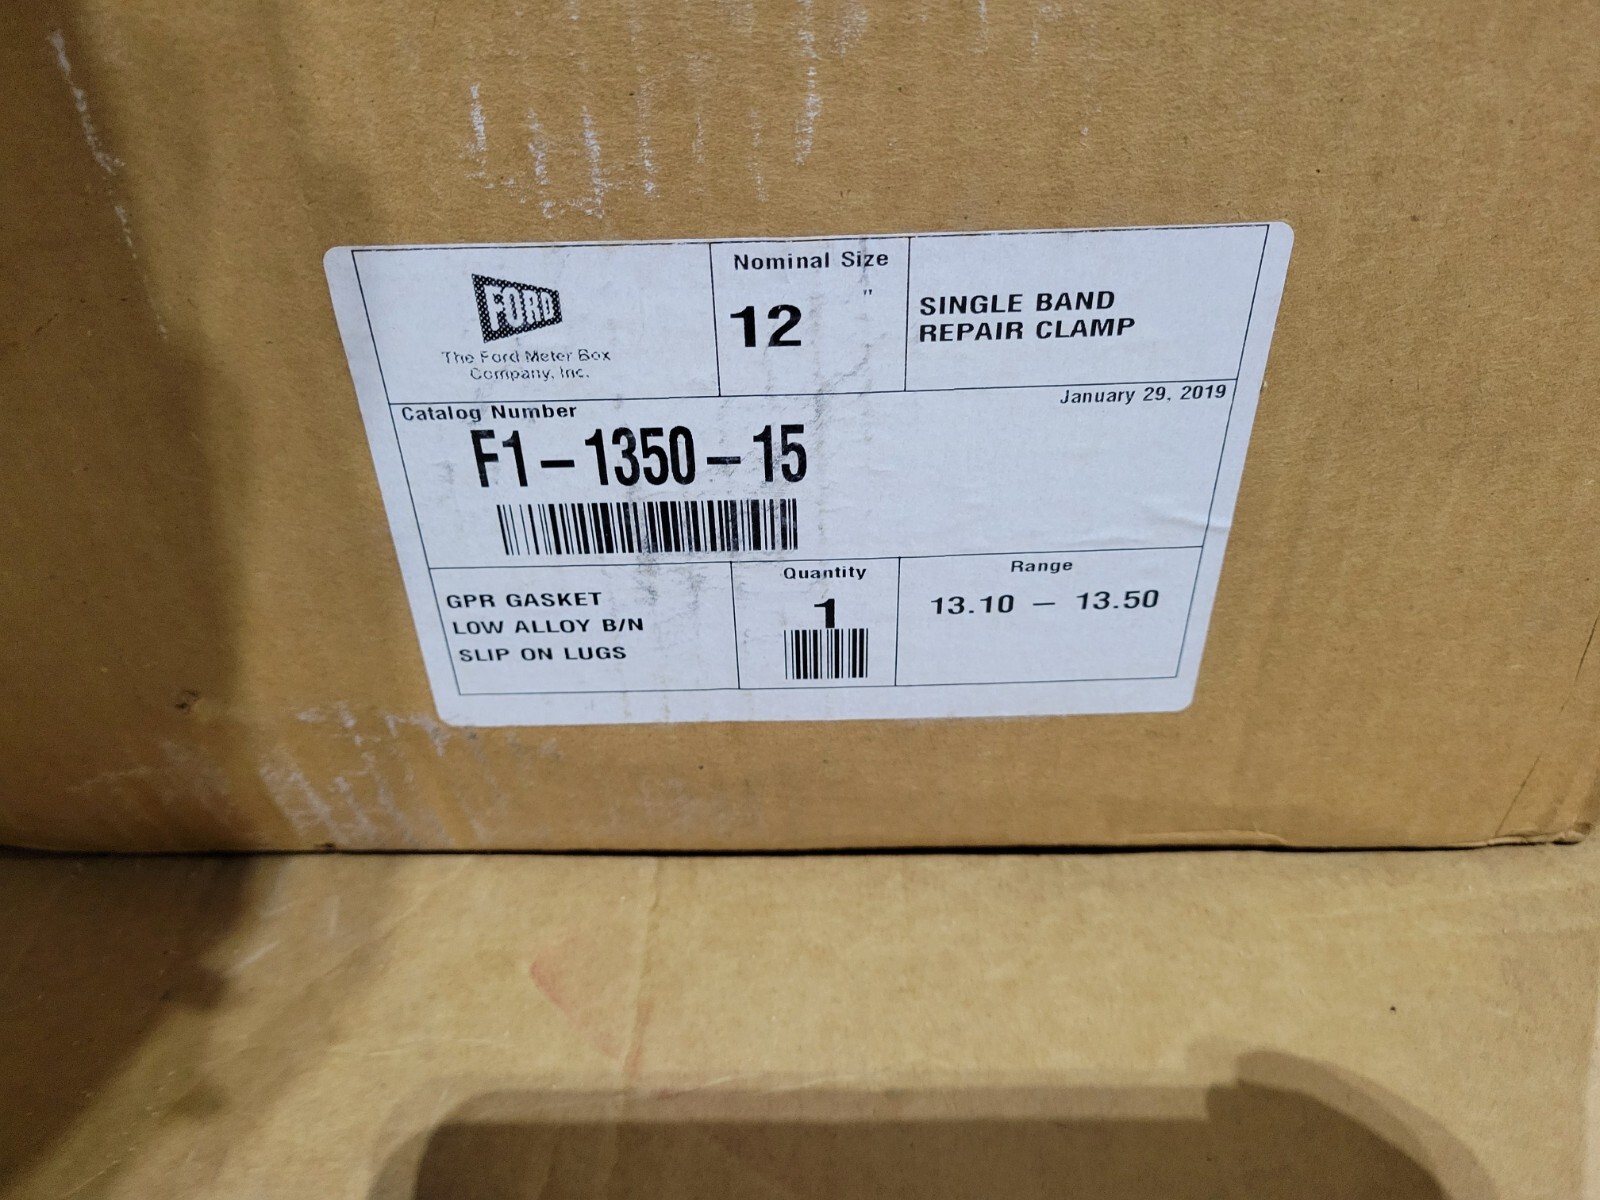 FORD
The Ford Meter Box
Company, Inc.
Nominal Size
12 "
SINGLE BAND
REPAIR CLAMP
January 29, 2019
Catalog Number
F1-1350-15
GPR GASKET
LOW ALLOY B/N
SLIP ON LUGS
Quantity
1
Range
13.10 - 13.50